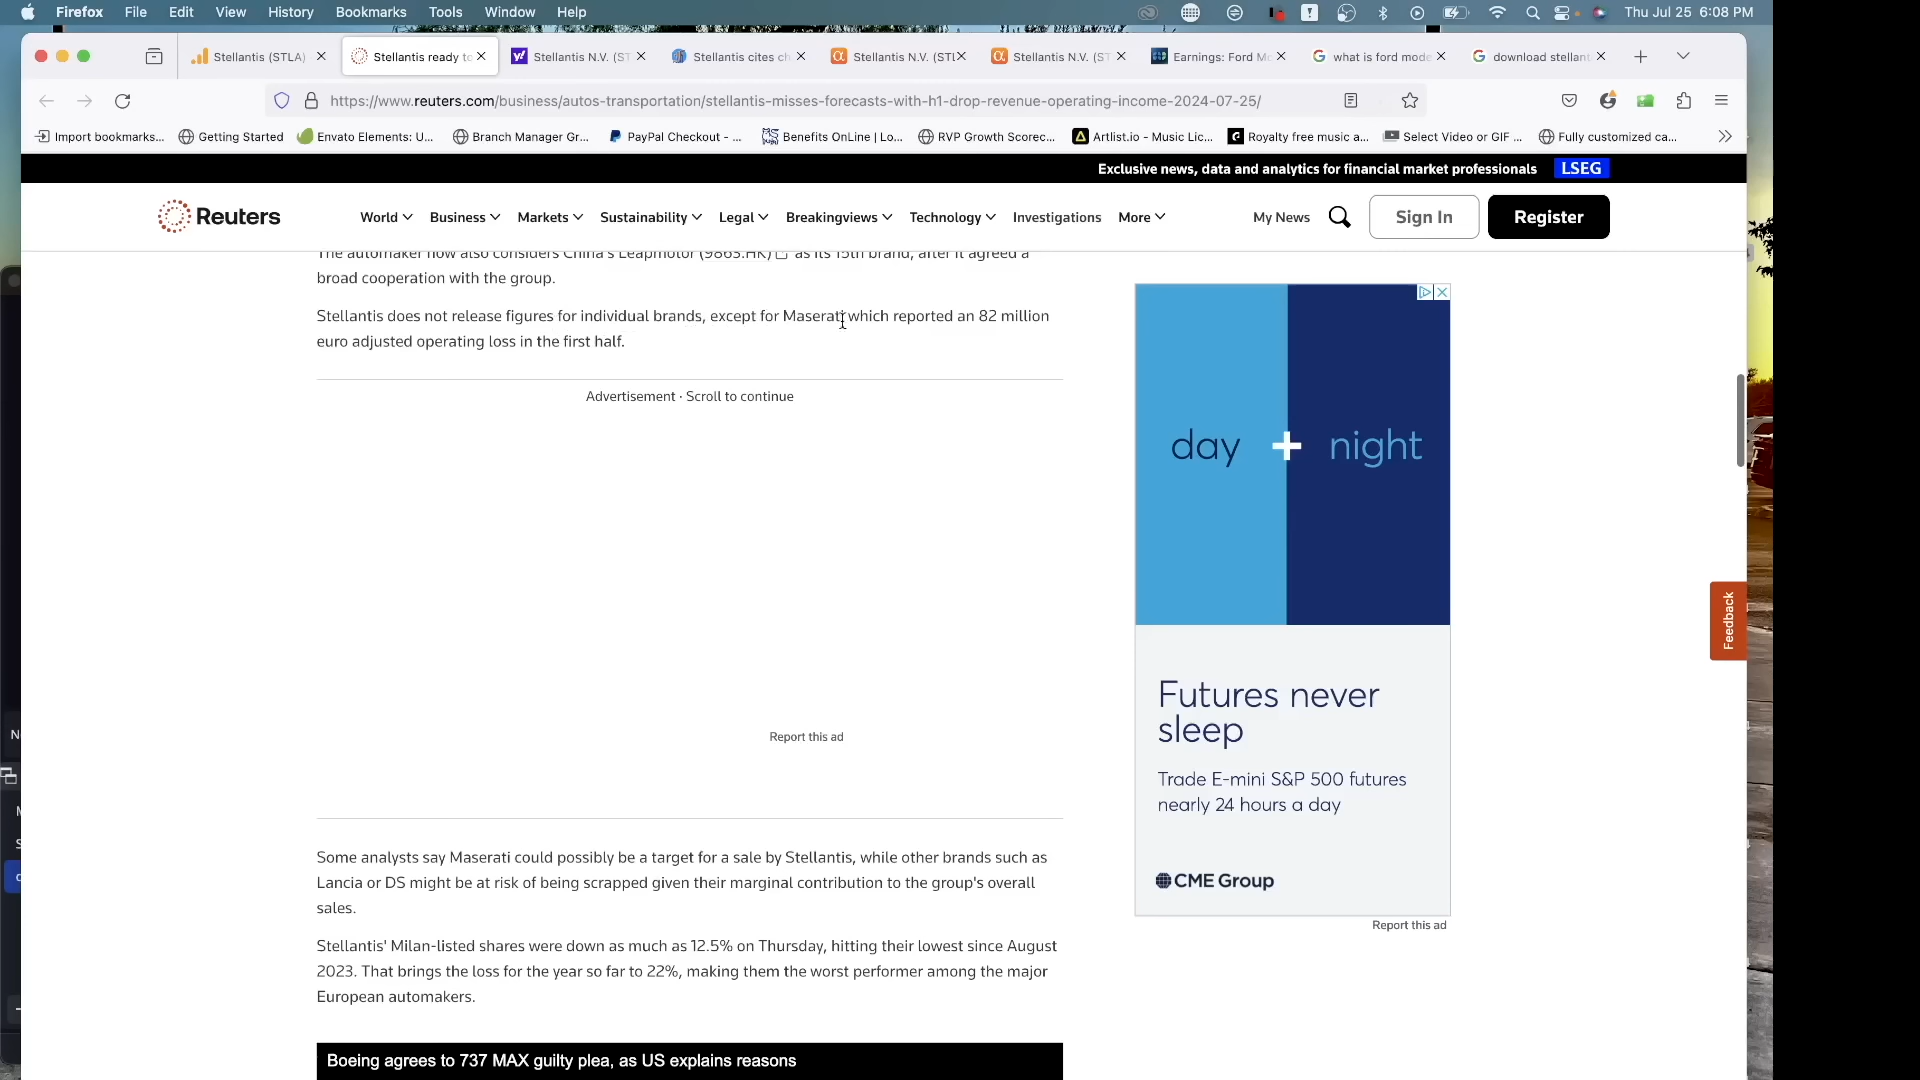 Firefox File Edit View History Bookmarks Tools Window Help Thu Jul 25 6:08 PM
Stellantis (STLA) Stellantis ready to Stellantis N.V. (ST Stellantis cites ch Stellantis N.V. (STL Stellantis N.V. (ST Earnings: Ford Mo what is ford mode download stellant
https://www.reuters.com/business/autos-transportation/stellantis-misses-forecasts-with-h1-drop-revenue-operating-income-2024-07-25/
Import bookmarks... Getting Started Envato Elements: U... Branch Manager Gr... PayPal Checkout - ... Benefits OnLine | Lo... RVP Growth Scorec... Artlist.io - Music Lic... Royalty free music a... Select Video or GIF ... Fully customized ca...
Exclusive news, data and analytics for financial market professionals LSEG
Reuters World Business Markets Sustainability Legal Breakingviews Technology Investigations More My News Sign In Register
The automaker now also considers China's Leapmotor (9863.HK) as its 15th brand, after it agreed a
broad cooperation with the group.
Stellantis does not release figures for individual brands, except for Maserati which reported an 82 million
euro adjusted operating loss in the first half.
Advertisement · Scroll to continue
Report this ad
day + night
Futures never
sleep
Trade E-mini S&P 500 futures
nearly 24 hours a day
CME Group
Report this ad
Feedback
Some analysts say Maserati could possibly be a target for a sale by Stellantis, while other brands such as
Lancia or DS might be at risk of being scrapped given their marginal contribution to the group's overall
sales.
Stellantis' Milan-listed shares were down as much as 12.5% on Thursday, hitting their lowest since August
2023. That brings the loss for the year so far to 22%, making them the worst performer among the major
European automakers.
Boeing agrees to 737 MAX guilty plea, as US explains reasons